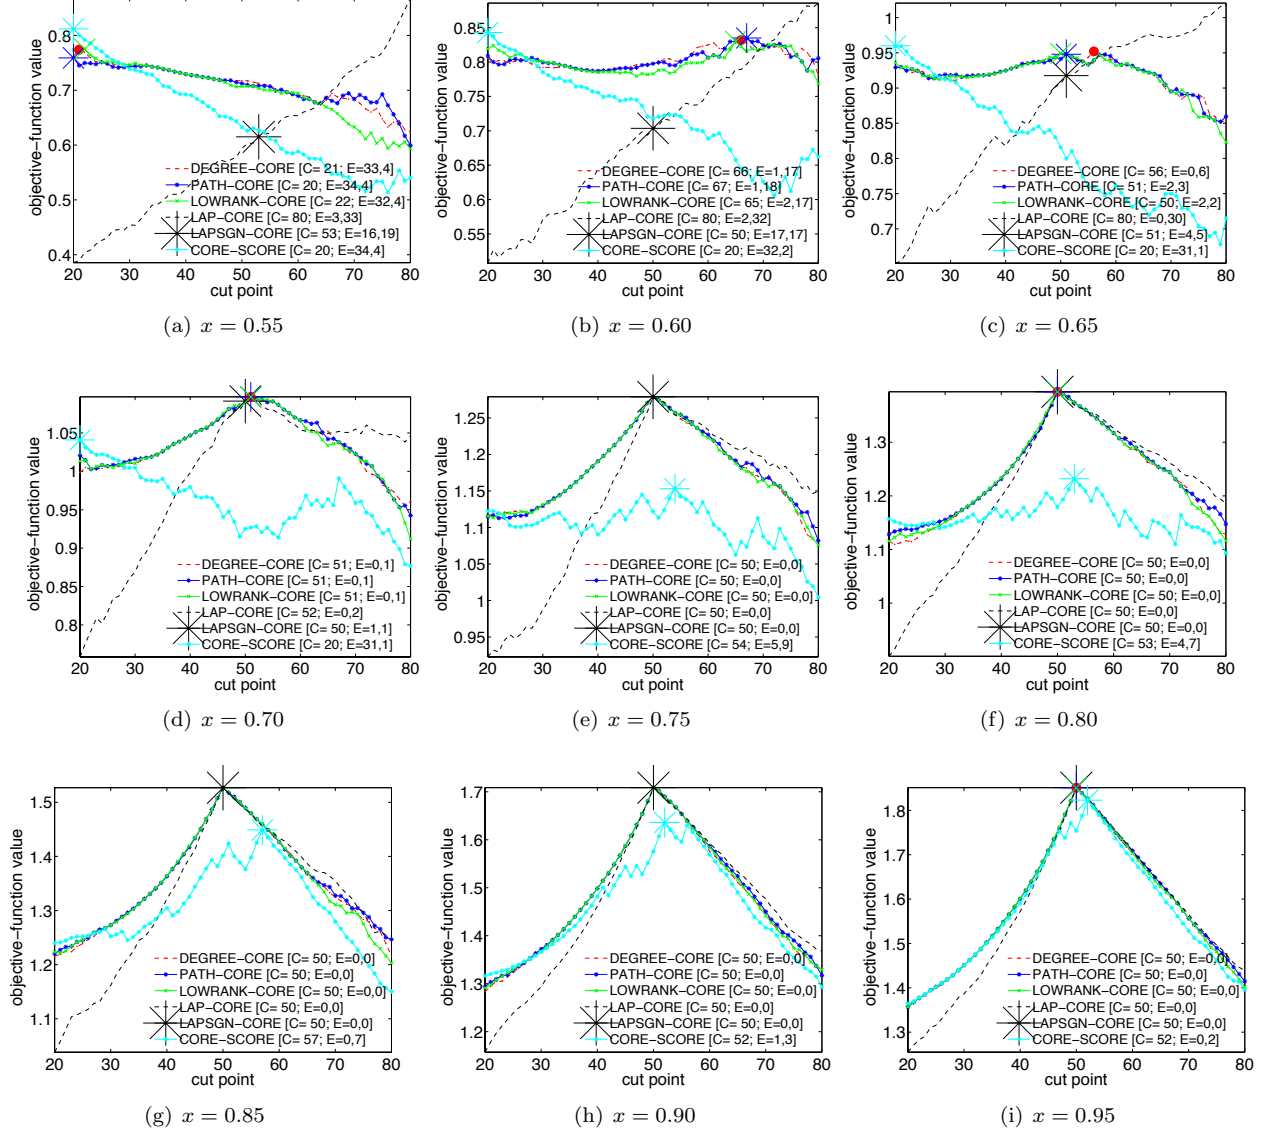 objective-function value
0.8
0.7
0.6
0.5
0.4
DEGREE-CORE [C= 21; E=33,4]
PATH-CORE [C= 20; E=34,4]
LOWRANK-CORE [C= 22; E=32,4]
LAP-CORE [C= 80; E=3,33]
LAPSGN-CORE [C= 53; E=16,19]
CORE-SCORE [C= 20; E=34,4]
20 30 40 50 60 70 80
cut point
(a) x = 0.55
objective-function value
0.85
0.8
0.75
0.7
0.65
0.6
0.55
DEGREE-CORE [C= 66; E=1,17]
PATH-CORE [C= 67; E=1,18]
LOWRANK-CORE [C= 65; E=2,17]
LAP-CORE [C= 80; E=2,32]
LAPSGN-CORE [C= 50; E=17,17]
CORE-SCORE [C= 20; E=32,2]
20 30 40 50 60 70 80
cut point
(b) x = 0.60
objective-function value
1
0.95
0.9
0.85
0.8
0.75
0.7
DEGREE-CORE [C= 56; E=0,6]
PATH-CORE [C= 51; E=2,3]
LOWRANK-CORE [C= 50; E=2,2]
LAP-CORE [C= 80; E=0,30]
LAPSGN-CORE [C= 51; E=4,5]
CORE-SCORE [C= 20; E=31,1]
20 30 40 50 60 70 80
cut point
(c) x = 0.65
objective-function value
1.05
1
0.95
0.9
0.85
0.8
DEGREE-CORE [C= 51; E=0,1]
PATH-CORE [C= 51; E=0,1]
LOWRANK-CORE [C= 51; E=0,1]
LAP-CORE [C= 52; E=0,2]
LAPSGN-CORE [C= 50; E=1,1]
CORE-SCORE [C= 20; E=31,1]
20 30 40 50 60 70 80
cut point
(d) x = 0.70
objective-function value
1.25
1.2
1.15
1.1
1.05
1
0.95
DEGREE-CORE [C= 50; E=0,0]
PATH-CORE [C= 50; E=0,0]
LOWRANK-CORE [C= 50; E=0,0]
LAP-CORE [C= 50; E=0,0]
LAPSGN-CORE [C= 50; E=0,0]
CORE-SCORE [C= 54; E=5,9]
20 30 40 50 60 70 80
cut point
(e) x = 0.75
objective-function value
1.3
1.2
1.1
1
DEGREE-CORE [C= 50; E=0,0]
PATH-CORE [C= 50; E=0,0]
LOWRANK-CORE [C= 50; E=0,0]
LAP-CORE [C= 50; E=0,0]
LAPSGN-CORE [C= 50; E=0,0]
CORE-SCORE [C= 53; E=4,7]
20 30 40 50 60 70 80
cut point
(f) x = 0.80
objective-function value
1.5
1.4
1.3
1.2
1.1
DEGREE-CORE [C= 50; E=0,0]
PATH-CORE [C= 50; E=0,0]
LOWRANK-CORE [C= 50; E=0,0]
LAP-CORE [C= 50; E=0,0]
LAPSGN-CORE [C= 50; E=0,0]
CORE-SCORE [C= 57; E=0,7]
20 30 40 50 60 70 80
cut point
(g) x = 0.85
objective-function value
1.7
1.6
1.5
1.4
1.3
1.2
DEGREE-CORE [C= 50; E=0,0]
PATH-CORE [C= 50; E=0,0]
LOWRANK-CORE [C= 50; E=0,0]
LAP-CORE [C= 50; E=0,0]
LAPSGN-CORE [C= 50; E=0,0]
CORE-SCORE [C= 52; E=1,3]
20 30 40 50 60 70 80
cut point
(h) x = 0.90
objective-function value
1.8
1.7
1.6
1.5
1.4
1.3
DEGREE-CORE [C= 50; E=0,0]
PATH-CORE [C= 50; E=0,0]
LOWRANK-CORE [C= 50; E=0,0]
LAP-CORE [C= 50; E=0,0]
LAPSGN-CORE [C= 50; E=0,0]
CORE-SCORE [C= 52; E=0,2]
20 30 40 50 60 70 80
cut point
(i) x = 0.95